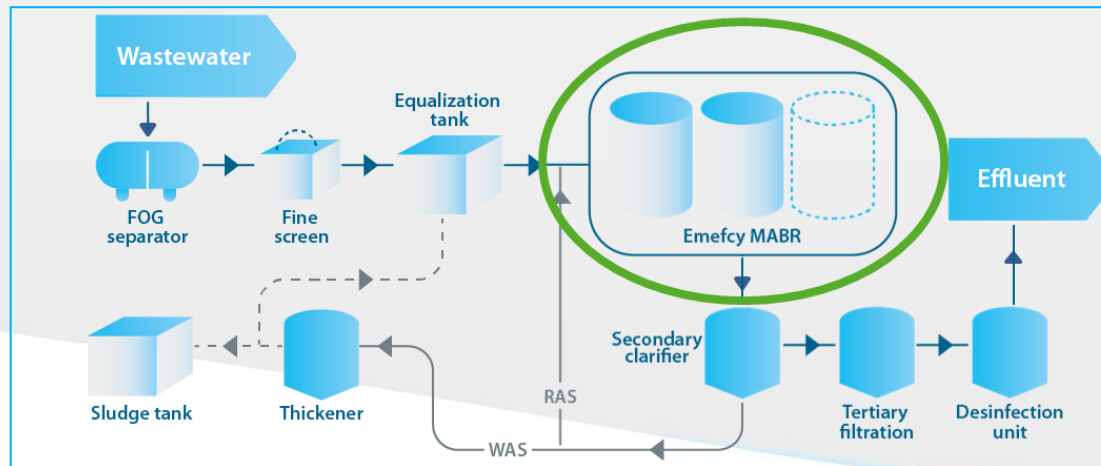 Wastewater
Equalization
tank
FOG
separator
Fine
screen
Emefcy MABR
Effluent
Secondary
clarifier
Sludge tank
Thickener
RAS
WAS
Tertiary
filtration
Desinfection
unit